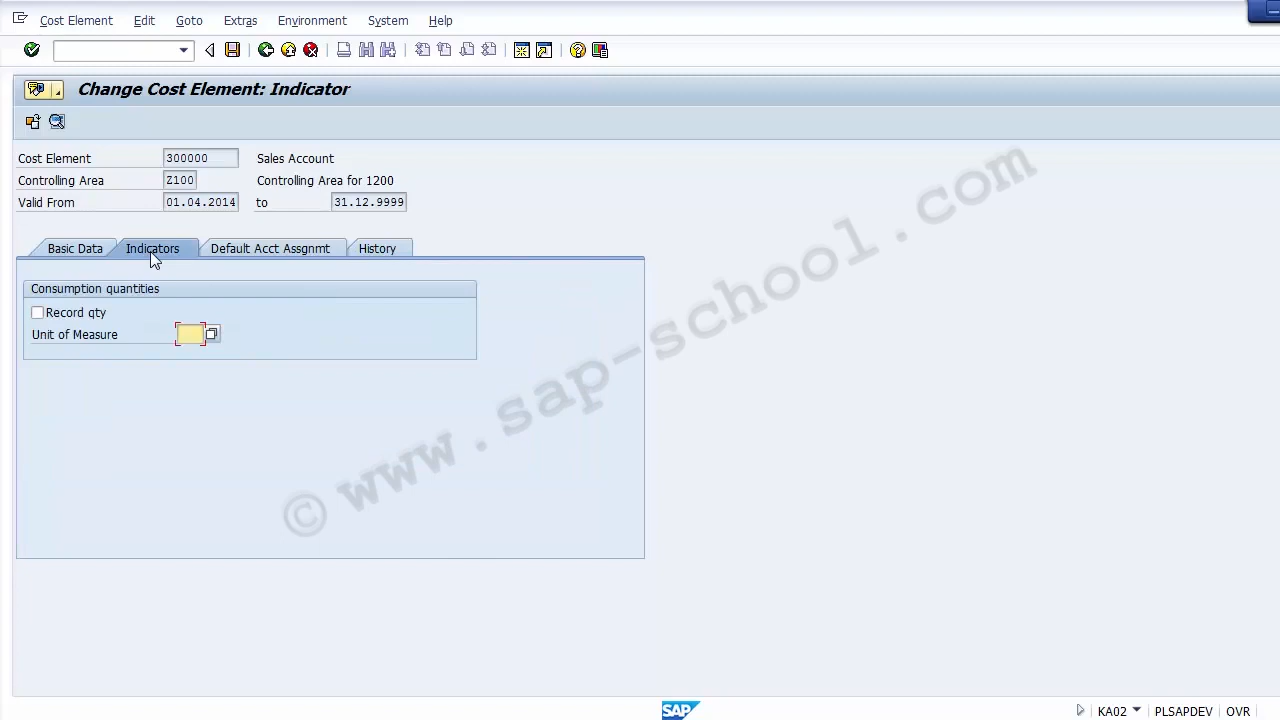 Cost Element Edit Goto Extras Environment System Help
Change Cost Element: Indicator
Cost Element 300000 Sales Account
Controlling Area Z100 Controlling Area for 1200
Valid From 01.04.2014 to 31.12.9999
Basic Data Indicators Default Acct Assgnmt History
Consumption quantities
Record qty
Unit of Measure
© www.sap-school.com
SAP KA02 PLSAPDEV OVR